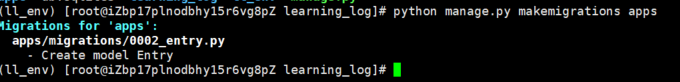 (ll_env) [root@iZbp17plnodbhy15r6vg8pZ learning_log]# python manage.py makemigrations apps
Migrations for 'apps':
  apps/migrations/0002_entry.py
    - Create model Entry
(ll_env) [root@iZbp17plnodbhy15r6vg8pZ learning_log]#